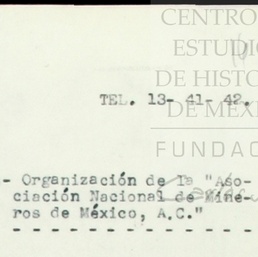 CENTRO
ESTUDIO
DE HISTO
TEL. 13- 41- 42.
DE MÉXI
FUNDAC
- Organización de la "Aso-
ciación Nacional de Mine-
ros de México, A.C."
- - - - - - - - - - - - - - -